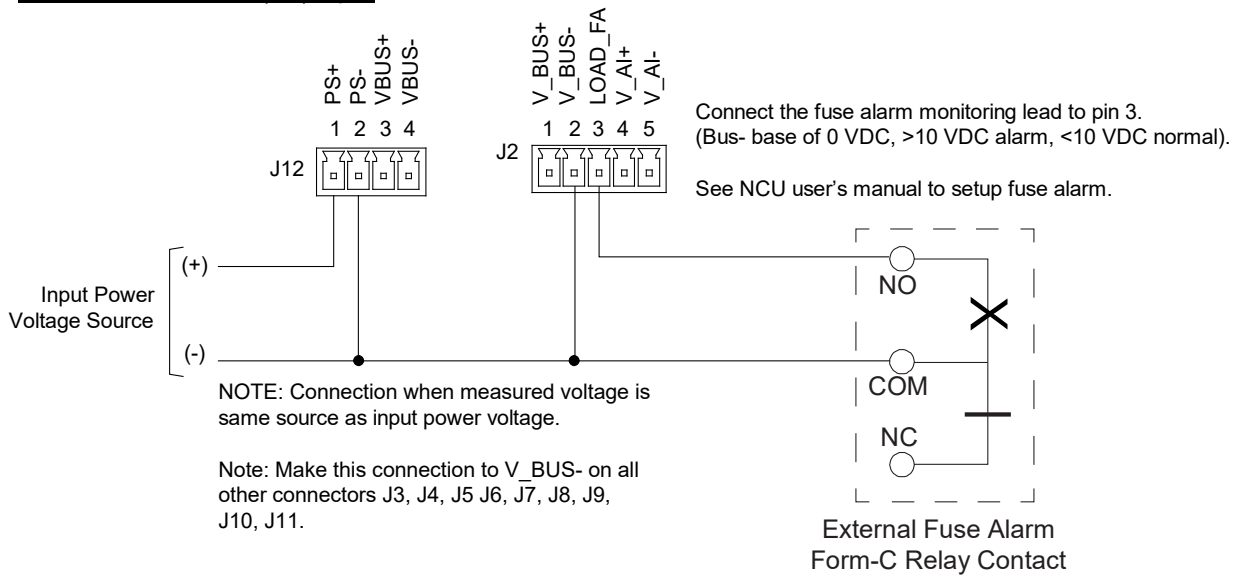 PS+
PS-
VBUS+
VBUS-
1 2 3 4
J12
V_BUS+
V_BUS-
LOAD_FA
V_AI+
V_AI-
1 2 3 4 5
J2
Connect the fuse alarm monitoring lead to pin 3.
(Bus- base of 0 VDC, >10 VDC alarm, <10 VDC normal).
See NCU user’s manual to setup fuse alarm.
Input Power
Voltage Source
(+)
(-)
NO
COM
NC
NOTE: Connection when measured voltage is
same source as input power voltage.
Note: Make this connection to V_BUS- on all
other connectors J3, J4, J5 J6, J7, J8, J9,
J10, J11.
External Fuse Alarm
Form-C Relay Contact